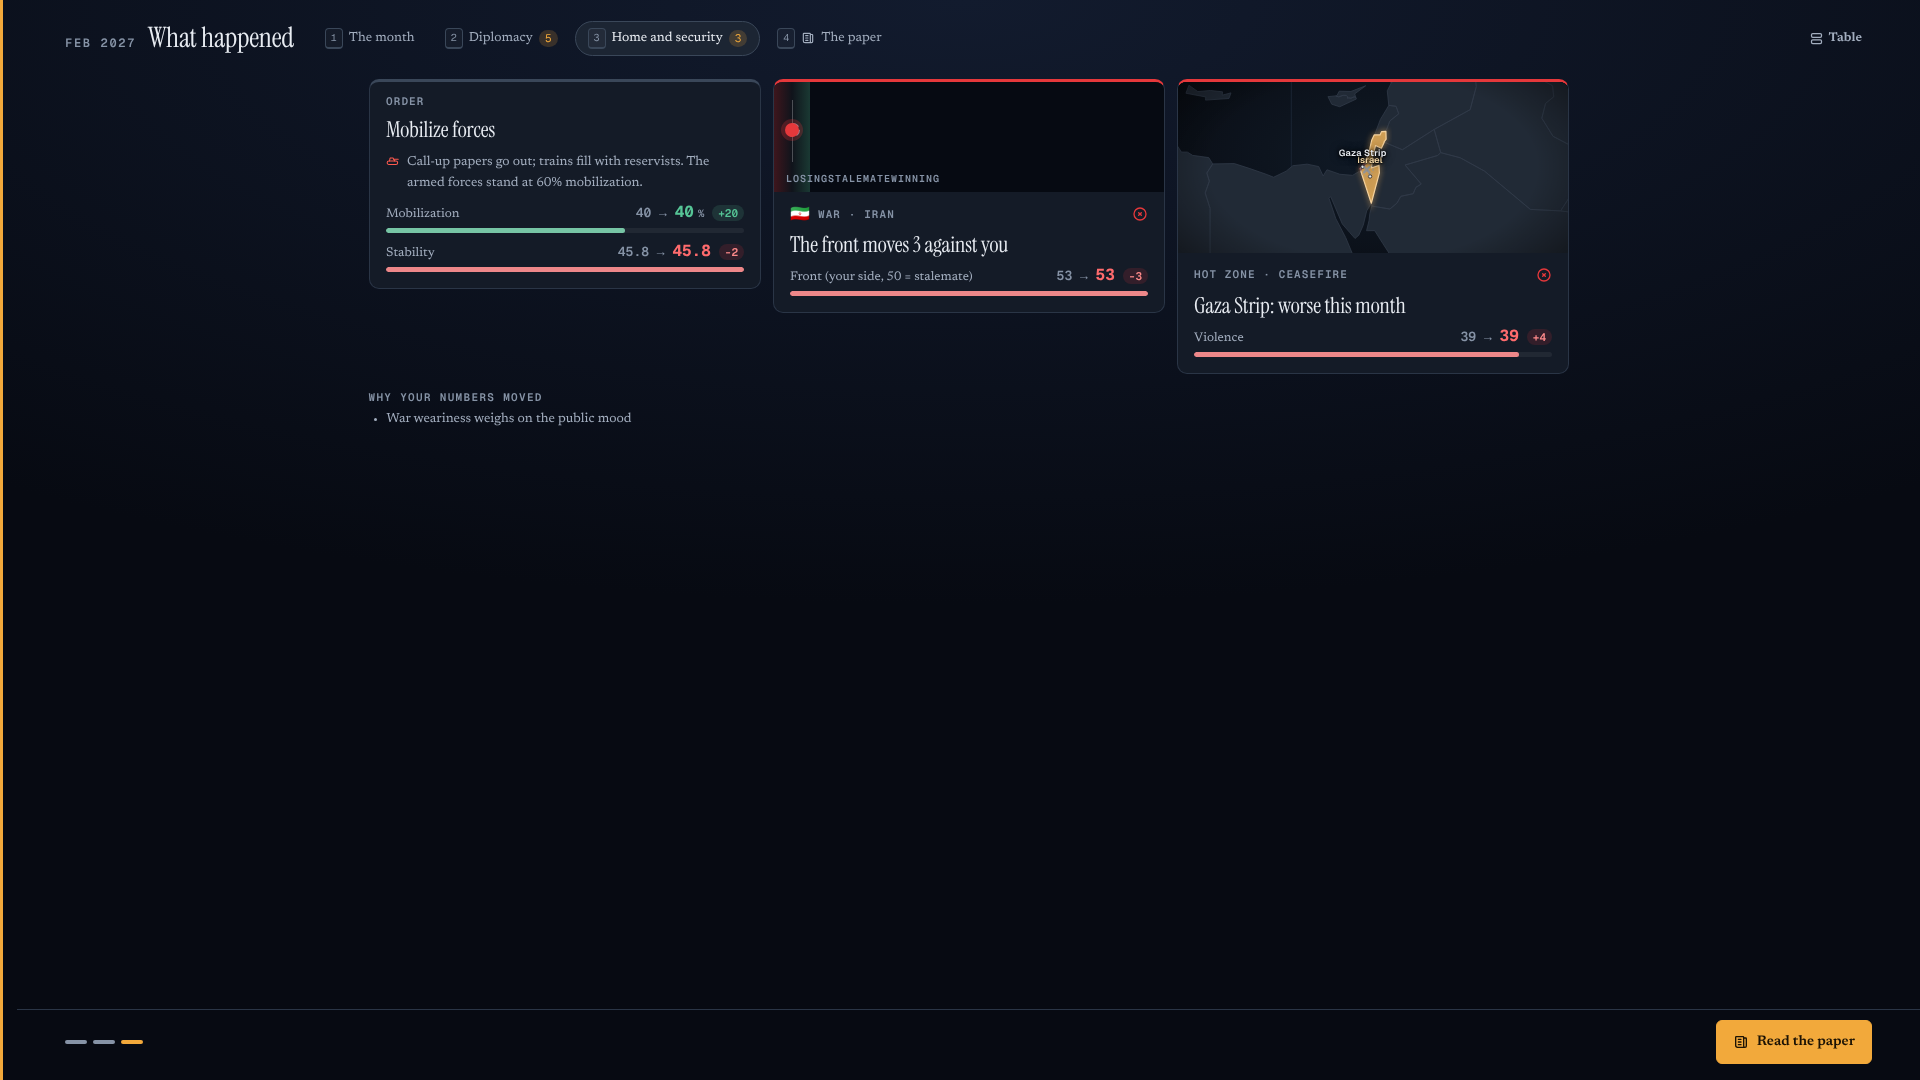 FEB 2027 What happened 1 The month 2 Diplomacy 5 3 Home and security 3 4 The paper Table
ORDER
Mobilize forces
Call-up papers go out; trains fill with reservists. The
armed forces stand at 60% mobilization.
Mobilization 40 → 40 % +20
Stability 45.8 → 45.8 -2
LOSINGSTALEMATEWINNING
WAR · IRAN
The front moves 3 against you
Front (your side, 50 = stalemate) 53 → 53 -3
Gaza Strip
Israel
HOT ZONE · CEASEFIRE
Gaza Strip: worse this month
Violence 39 → 39 +4
WHY YOUR NUMBERS MOVED
• War weariness weighs on the public mood
Read the paper